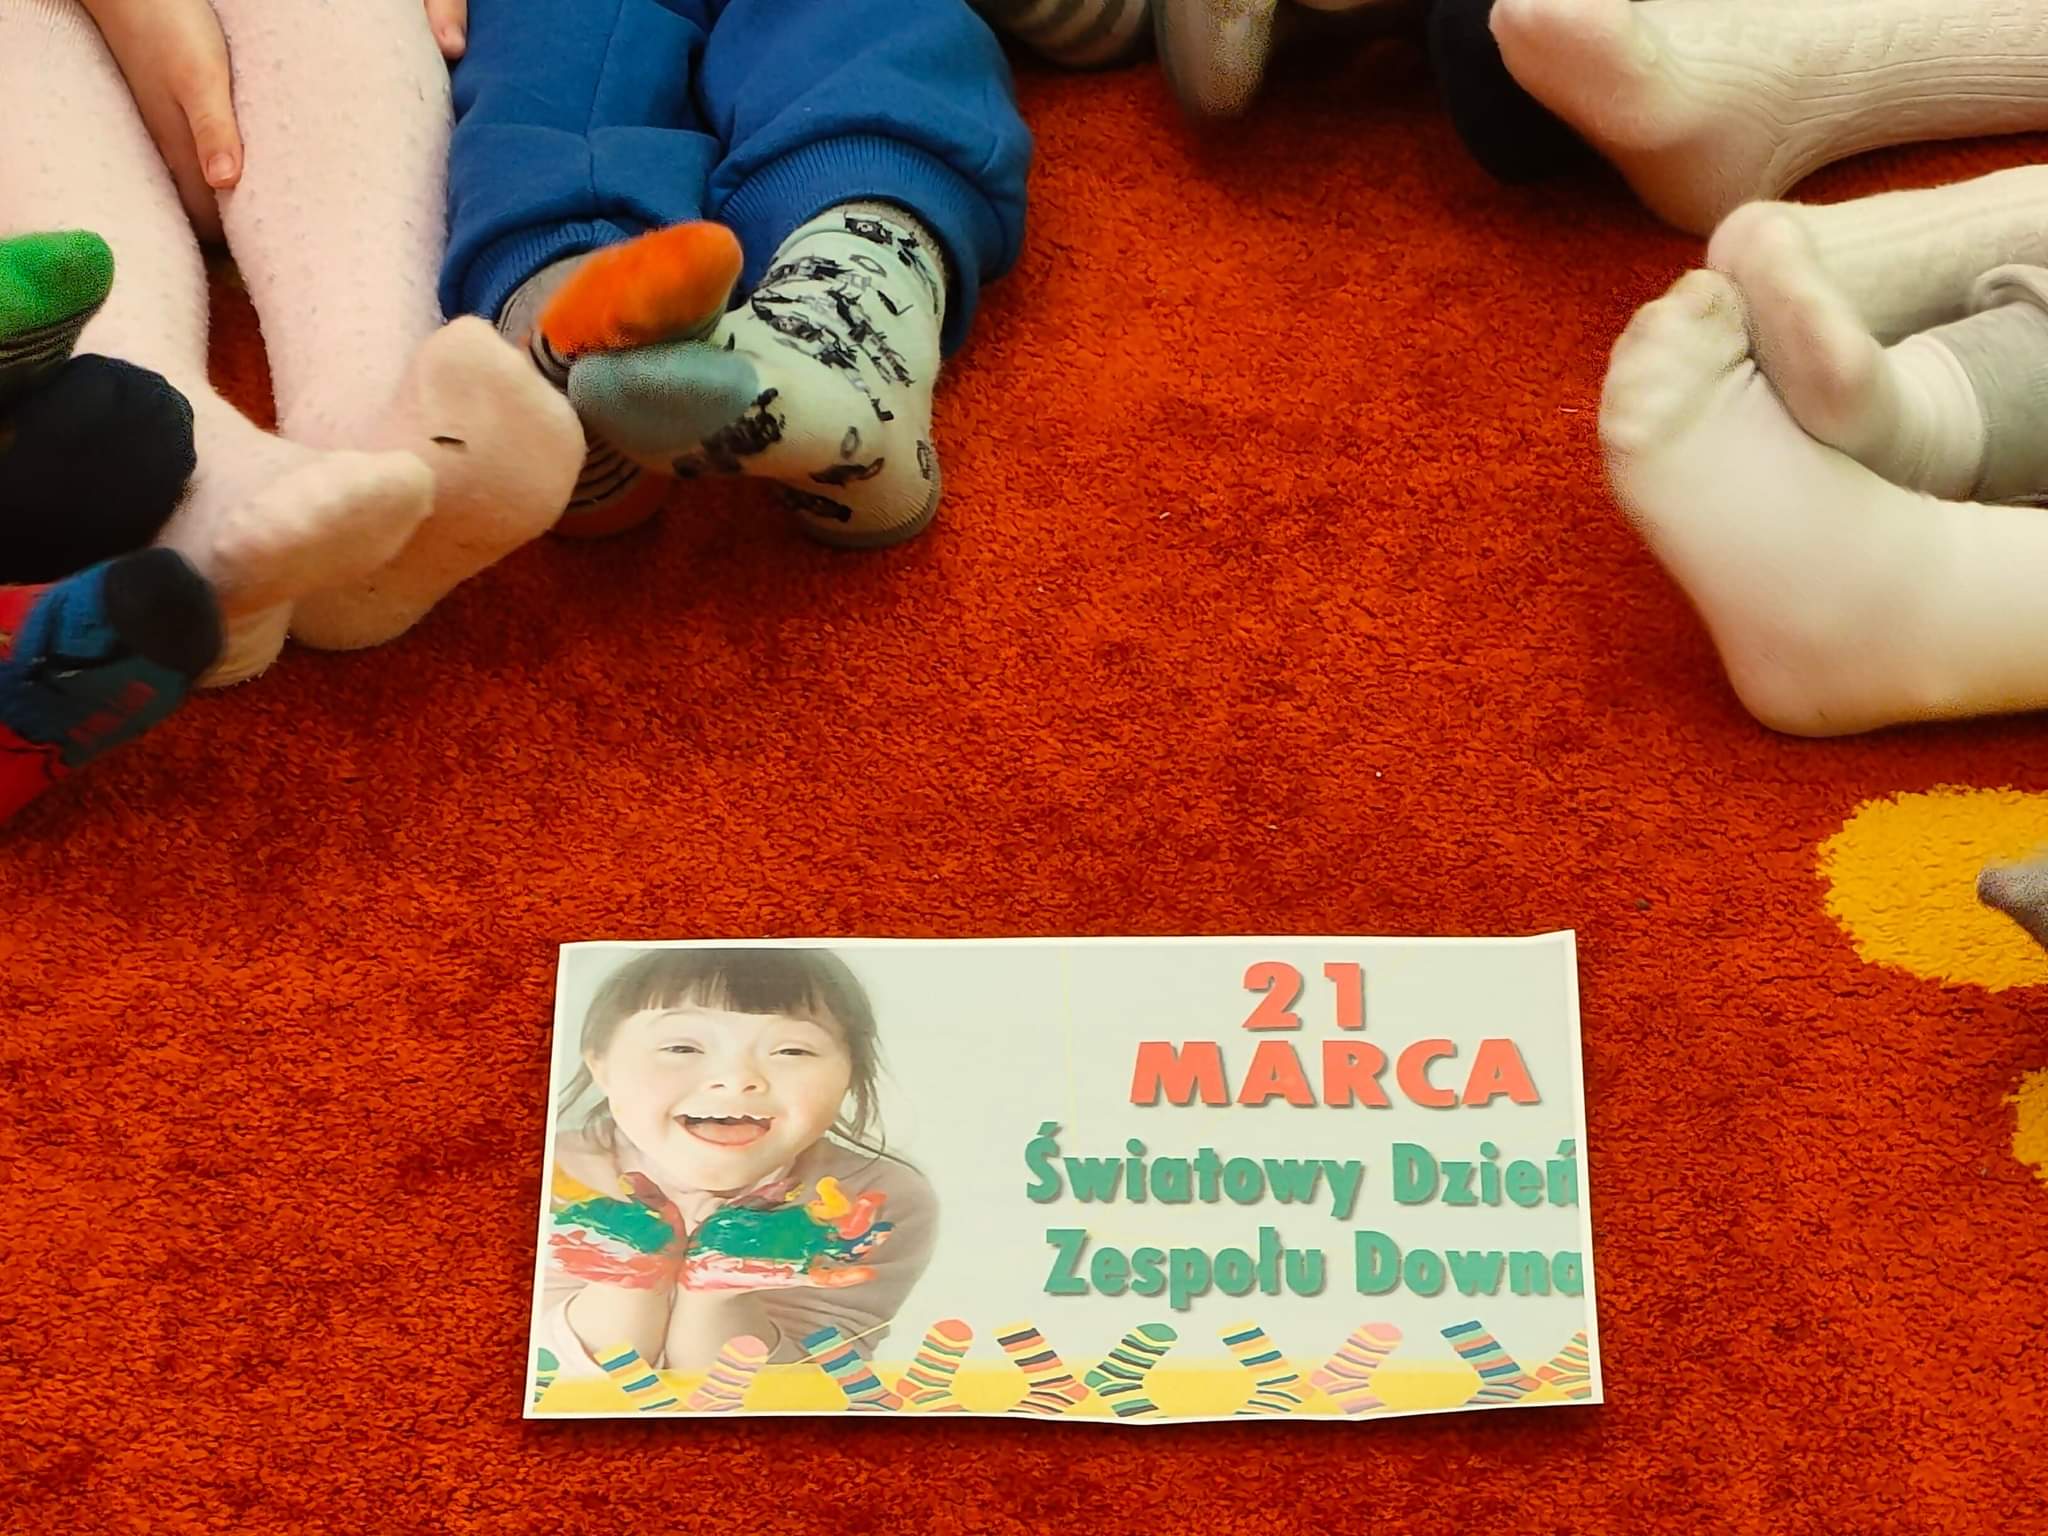 21
MARCA
Światowy Dzień
Zespołu Downa